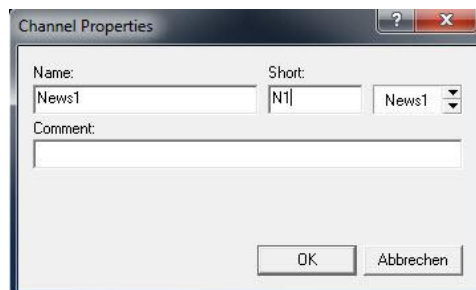 Channel Properties
Name: Short:
News1 N1 News1
Comment:
OK Abbrechen